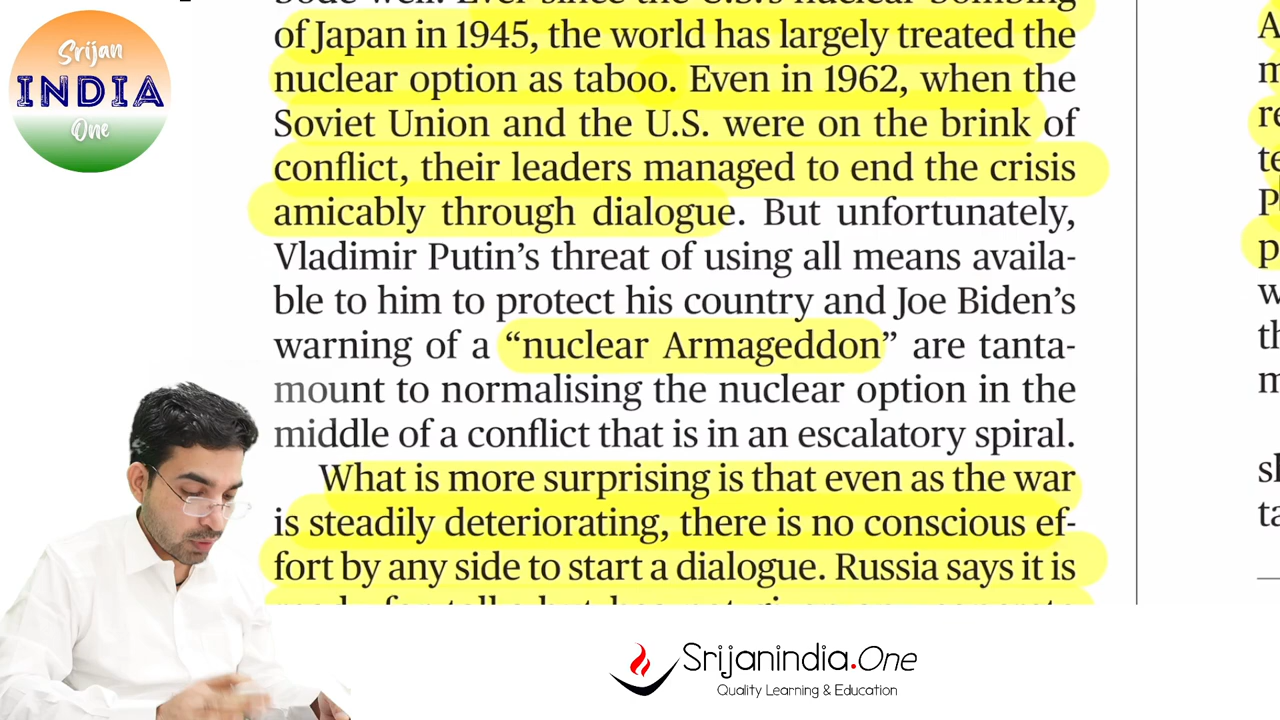 Srijan
INDIA
One
of Japan in 1945, the world has largely treated the
nuclear option as taboo. Even in 1962, when the
Soviet Union and the U.S. were on the brink of
conflict, their leaders managed to end the crisis
amicably through dialogue. But unfortunately,
Vladimir Putin’s threat of using all means availa-
ble to him to protect his country and Joe Biden’s
warning of a “nuclear Armageddon” are tanta-
mount to normalising the nuclear option in the
middle of a conflict that is in an escalatory spiral.
What is more surprising is that even as the war
is steadily deteriorating, there is no conscious ef-
fort by any side to start a dialogue. Russia says it is
Srijanindia.One
Quality Learning & Education